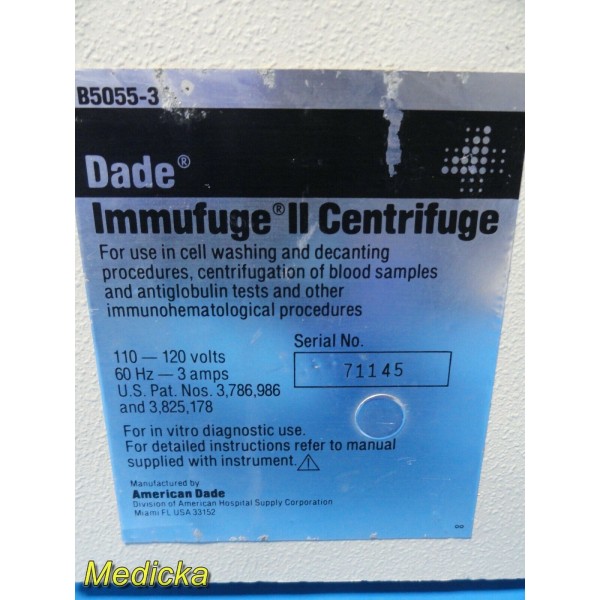 B5055-3
Dade®
Immufuge® II Centrifuge
For use in cell washing and decanting
procedures, centrifugation of blood samples
and antiglobulin tests and other
immunohematological procedures
Serial No.
71145
110 — 120 volts
60 Hz — 3 amps
U.S. Pat. Nos. 3,786,986
and 3,825,178
For in vitro diagnostic use.
For detailed instructions refer to manual
supplied with instrument.
Manufactured by
American Dade
Division of American Hospital Supply Corporation
Miami FL USA 33152
Medicka